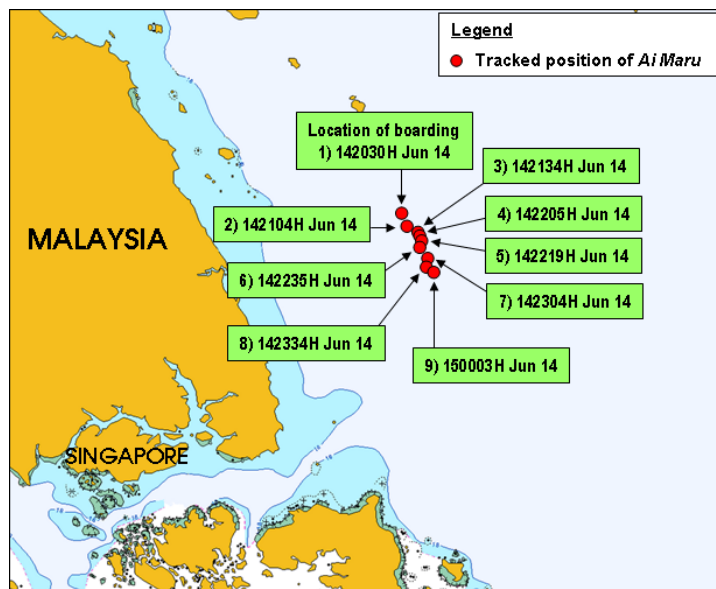 Legend
Tracked position of Ai Maru
Location of boarding
1) 142030H Jun 14
3) 142134H Jun 14
2) 142104H Jun 14
4) 142205H Jun 14
MALAYSIA
5) 142219H Jun 14
6) 142235H Jun 14
7) 142304H Jun 14
8) 142334H Jun 14
9) 150003H Jun 14
SINGAPORE